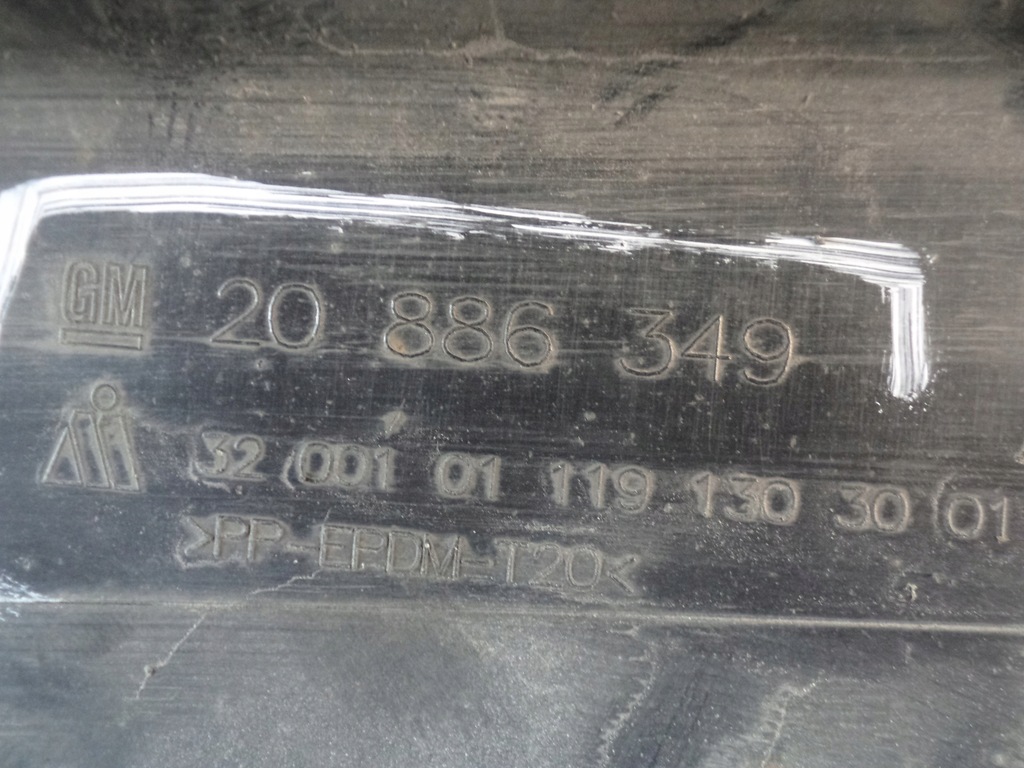 GM 20 886 349
32 001 01 119 130 30 01
>PP-EPDM-T20<